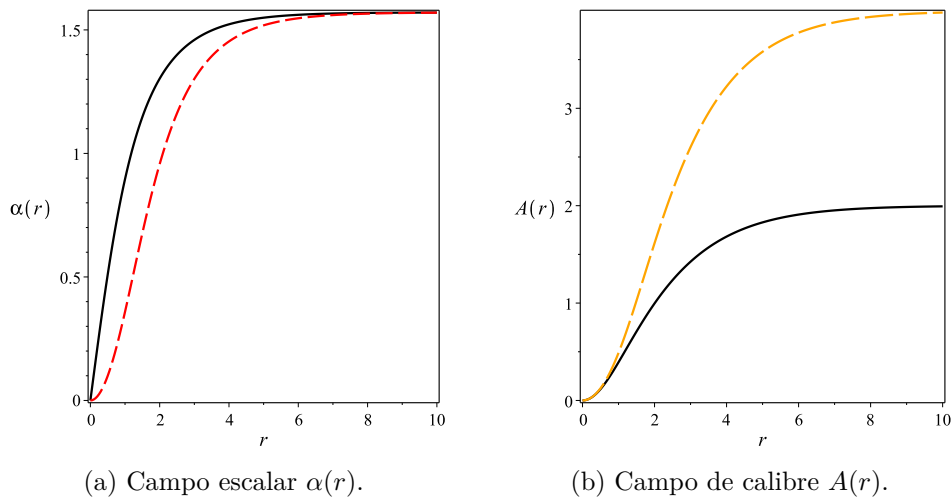 1.5
1
α(r)
0.5
0
0 2 4 6 8 10
r
(a) Campo escalar α(r).
3
A(r)
2
1
0
0 2 4 6 8 10
r
(b) Campo de calibre A(r).